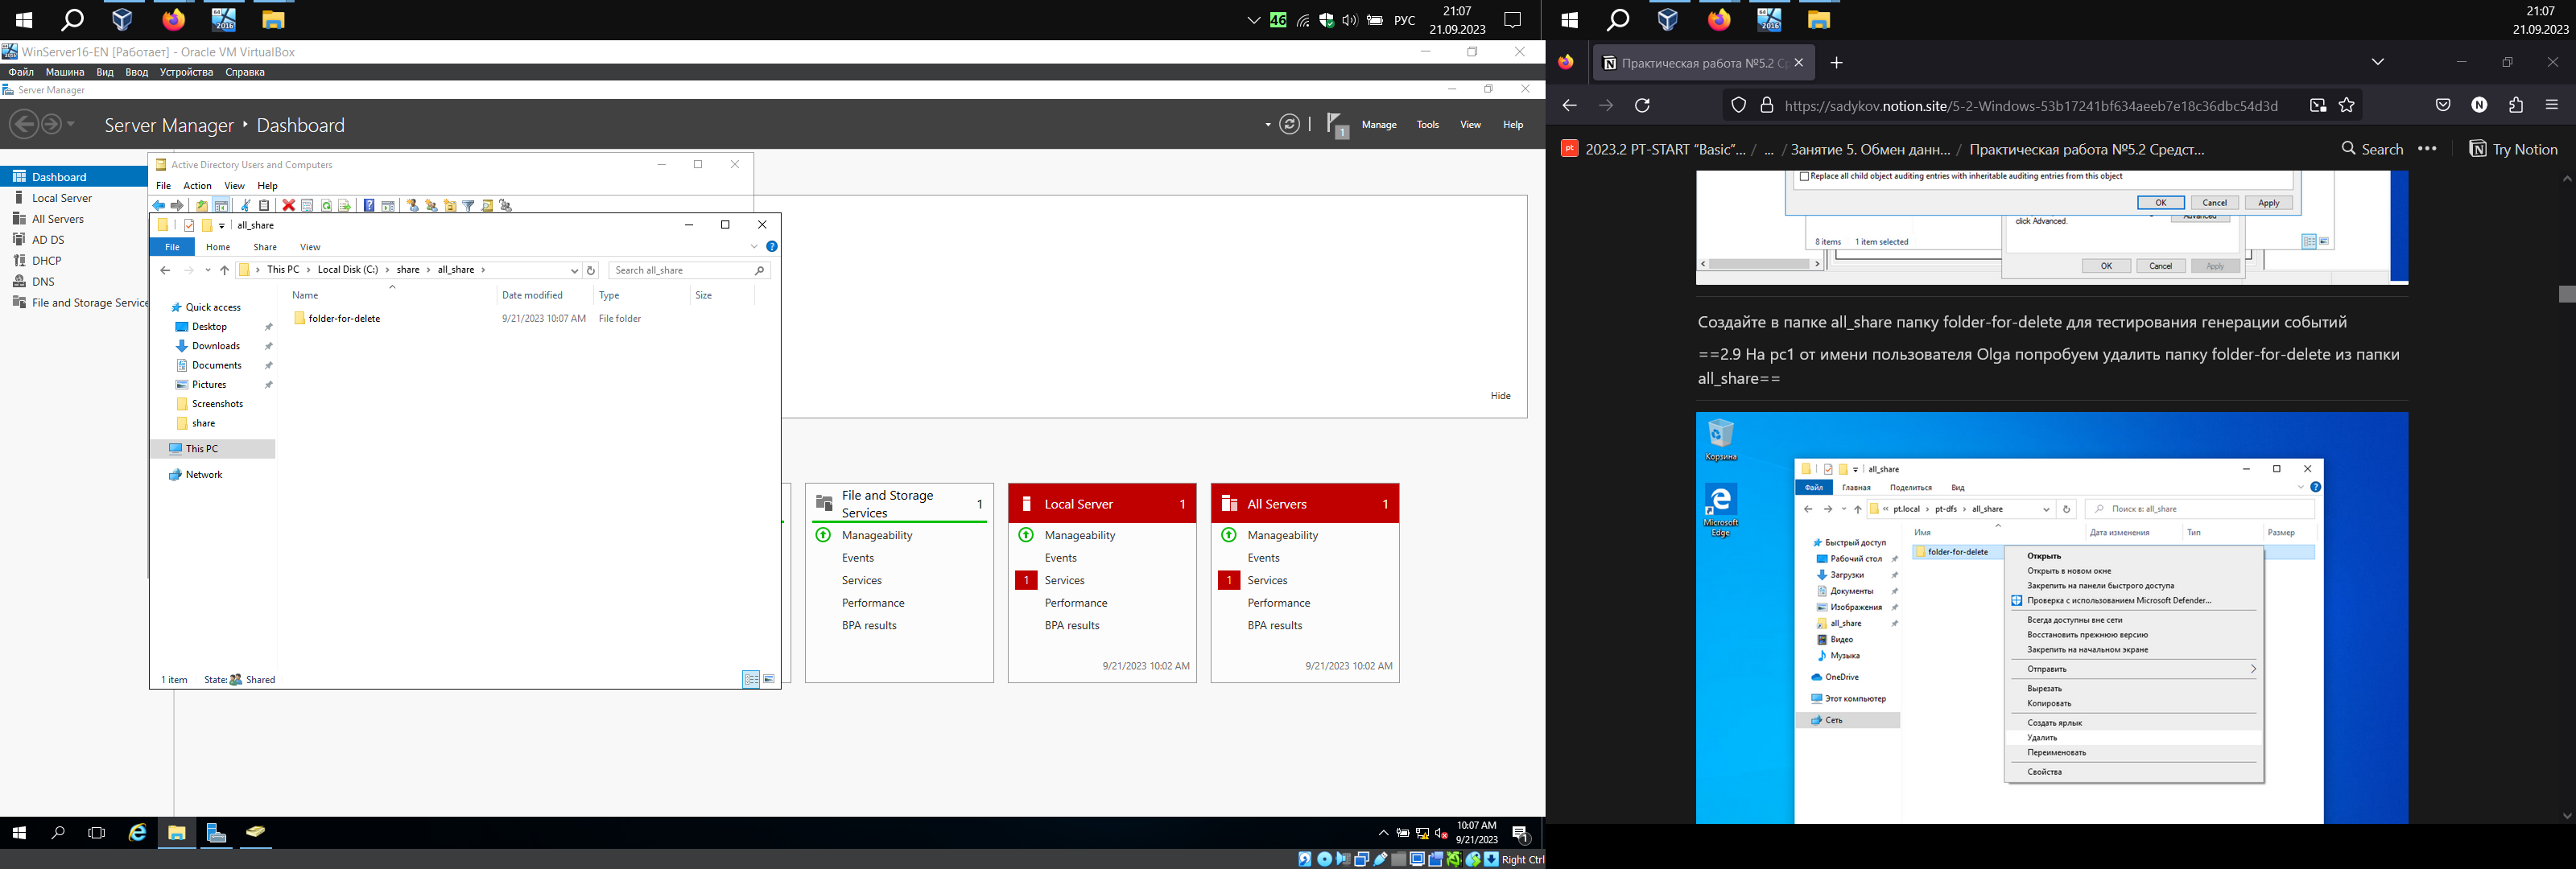 46
РУС
21:07
21.09.2023
WinServer16-EN [Работает] - Oracle VM VirtualBox
Файл Машина Вид Ввод Устройства Справка
Server Manager
Server Manager ‣ Dashboard
1
Manage Tools View Help
Dashboard
Local Server
All Servers
AD DS
DHCP
DNS
File and Storage Service
Active Directory Users and Computers
File Action View Help
all_share
File Home Share View
This PC > Local Disk (C:) > share > all_share >
Search all_share
Name Date modified Type Size
folder-for-delete 9/21/2023 10:07 AM File folder
Quick access
Desktop
Downloads
Documents
Pictures
Screenshots
share
This PC
Network
1 item State: Shared
Hide
File and Storage Services 1
Manageability
Events
Services
Performance
BPA results
Local Server 1
Manageability
Events
1 Services
Performance
BPA results
9/21/2023 10:02 AM
All Servers 1
Manageability
Events
1 Services
Performance
BPA results
9/21/2023 10:02 AM
10:07 AM
9/21/2023
1
Right Ctrl
21:07
21.09.2023
Практическая работа №5.2 Ср
https://sadykov.notion.site/5-2-Windows-53b17241bf634aeeb7e18c36dbc54d3d
pt 2023.2 PT-START “Basic”... / ... / Занятие 5. Обмен данн... / Практическая работа №5.2 Средст...
Search ••• Try Notion
Replace all child object auditing entries with inheritable auditing entries from this object
OK Cancel Apply
click Advanced. Advanced
8 items 1 item selected
OK Cancel Apply
Создайте в папке all_share папку folder-for-delete для тестирования генерации событий
==2.9 На pc1 от имени пользователя Olga попробуем удалить папку folder-for-delete из папки
all_share==
Корзина
Microsoft
Edge
all_share
Файл Главная Поделиться Вид
« pt.local > pt-dfs > all_share
Поиск в: all_share
Имя Дата изменения Тип Размер
folder-for-delete
Быстрый доступ
Рабочий стол
Загрузки
Документы
Изображения
all_share
Видео
Музыка
OneDrive
Этот компьютер
Сеть
Открыть
Открыть в новом окне
Закрепить на панели быстрого доступа
Проверка с использованием Microsoft Defender...
Всегда доступны вне сети
Восстановить прежнюю версию
Закрепить на начальном экране
Отправить
Вырезать
Копировать
Создать ярлык
Удалить
Переименовать
Свойства